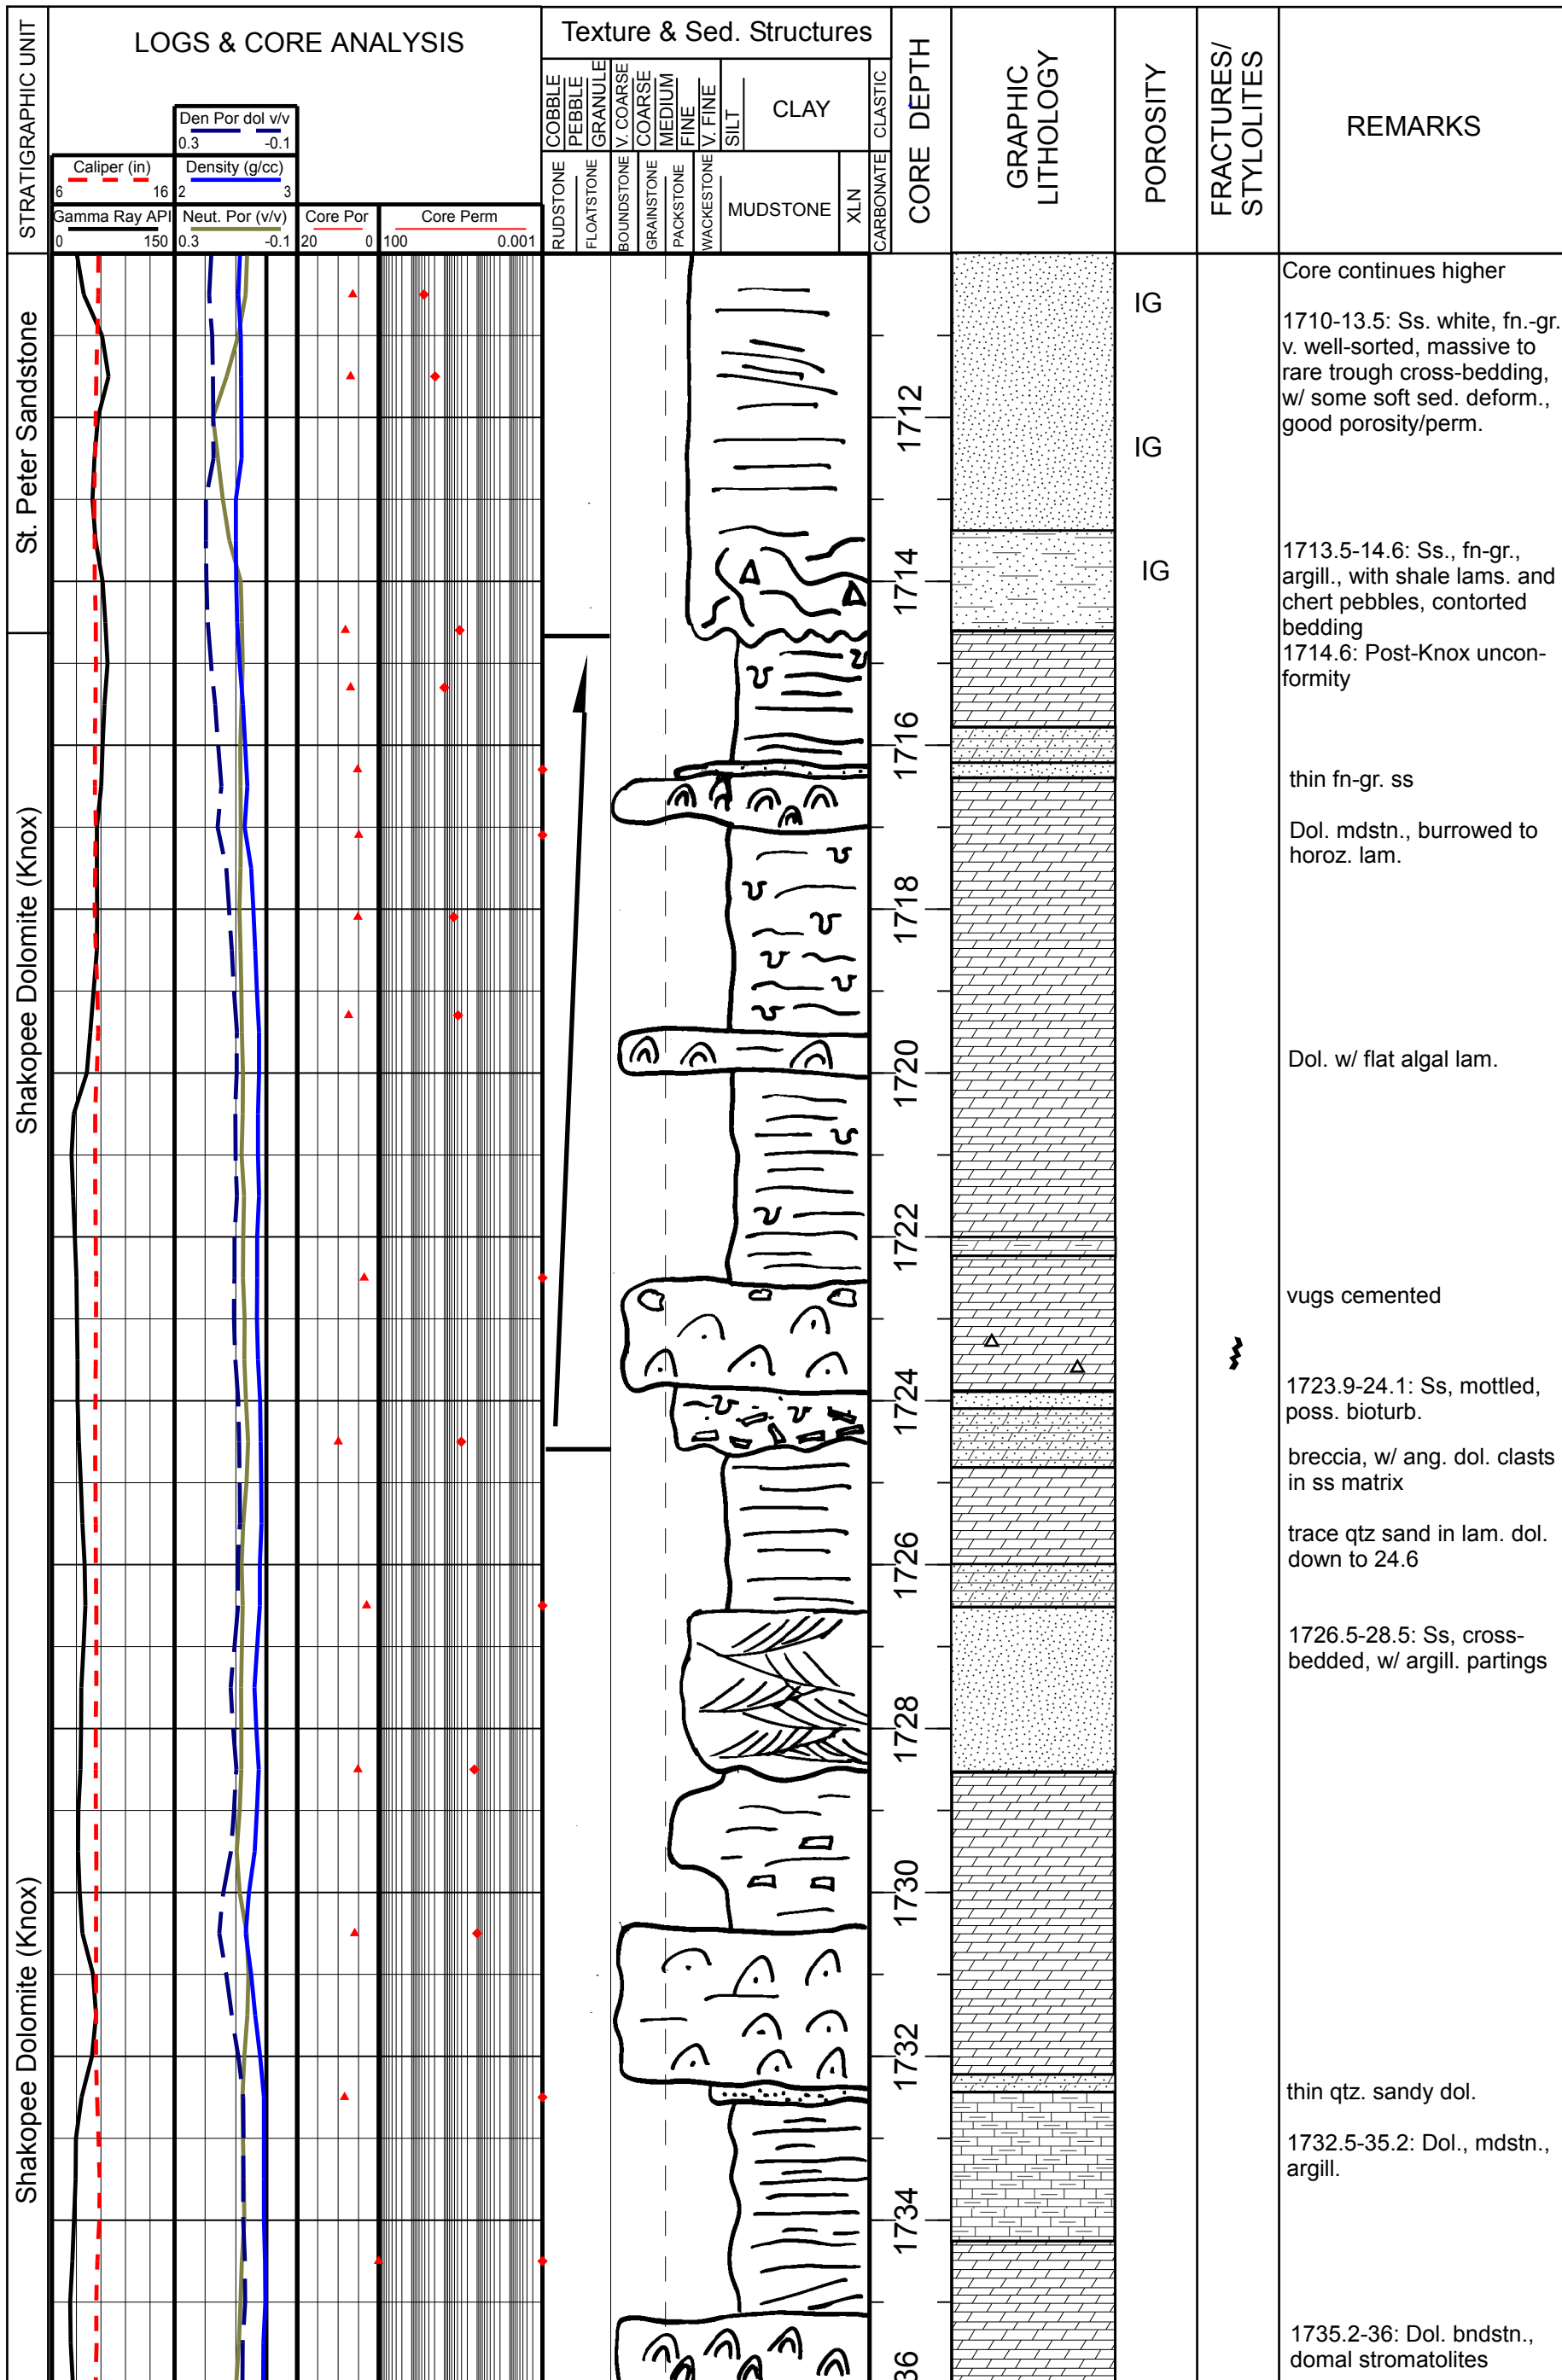 STRATIGRAPHIC UNIT
LOGS & CORE ANALYSIS
Den Por dol v/v
0.3 -0.1
Caliper (in)
6 16
Density (g/cc)
2 3
Gamma Ray API
0 150
Neut. Por (v/v)
0.3 -0.1
Core Por
20 0
Core Perm
100 0.001
Texture & Sed. Structures
COBBLE
PEBBLE
GRANULE
V. COARSE
COARSE
MEDIUM
FINE
V. FINE
SILT
CLAY
CLASTIC
RUDSTONE
FLOATSTONE
BOUNDSTONE
GRAINSTONE
PACKSTONE
WACKESTONE
MUDSTONE
XLN
CARBONATE
CORE DEPTH
GRAPHIC
LITHOLOGY
POROSITY
FRACTURES/
STYLOLITES
REMARKS
St. Peter Sandstone
Shakopee Dolomite (Knox)
Shakopee Dolomite (Knox)
1712
1714
1716
1718
1720
1722
1724
1726
1728
1730
1732
1734
36
IG
IG
IG
Core continues higher
1710-13.5: Ss. white, fn.-gr.
v. well-sorted, massive to
rare trough cross-bedding,
w/ some soft sed. deform.,
good porosity/perm.
1713.5-14.6: Ss., fn-gr.,
argill., with shale lams. and
chert pebbles, contorted
bedding
1714.6: Post-Knox uncon-
formity
thin fn-gr. ss
Dol. mdstn., burrowed to
horoz. lam.
Dol. w/ flat algal lam.
vugs cemented
1723.9-24.1: Ss, mottled,
poss. bioturb.
breccia, w/ ang. dol. clasts
in ss matrix
trace qtz sand in lam. dol.
down to 24.6
1726.5-28.5: Ss, cross-
bedded, w/ argill. partings
thin qtz. sandy dol.
1732.5-35.2: Dol., mdstn.,
argill.
1735.2-36: Dol. bndstn.,
domal stromatolites